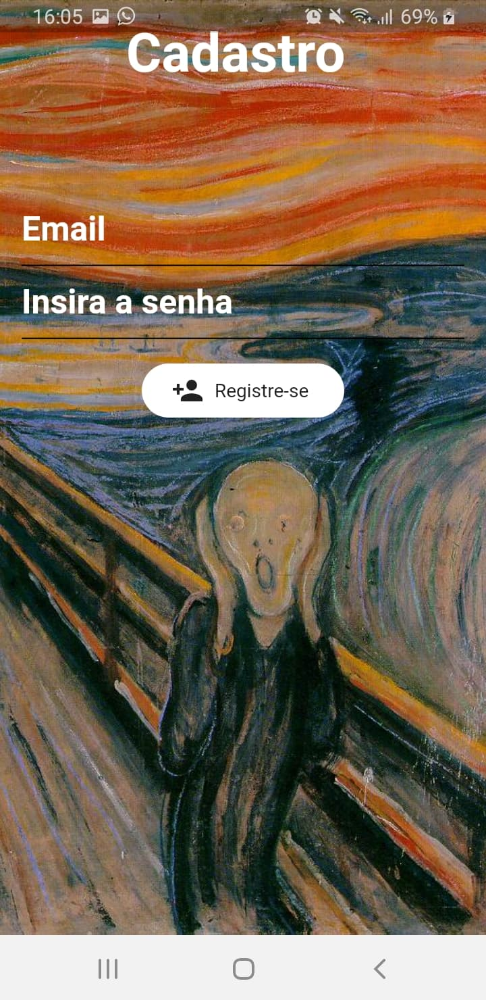 16:05 69%
Cadastro
Email
Insira a senha
Registre-se